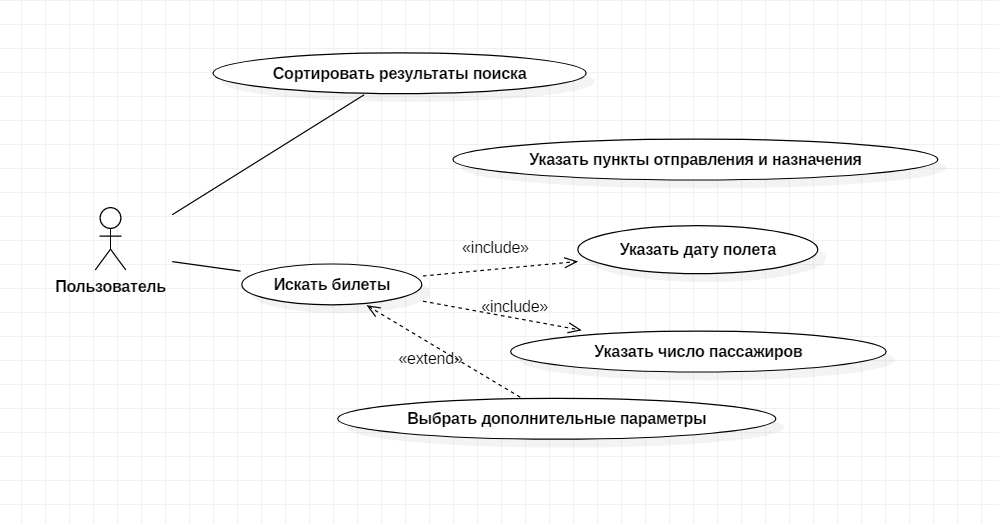 Сортировать результаты поиска
Указать пункты отправления и назначения
«include»
Указать дату полета
Пользователь
Искать билеты
«include»
Указать число пассажиров
«extend»
Выбрать дополнительные параметры